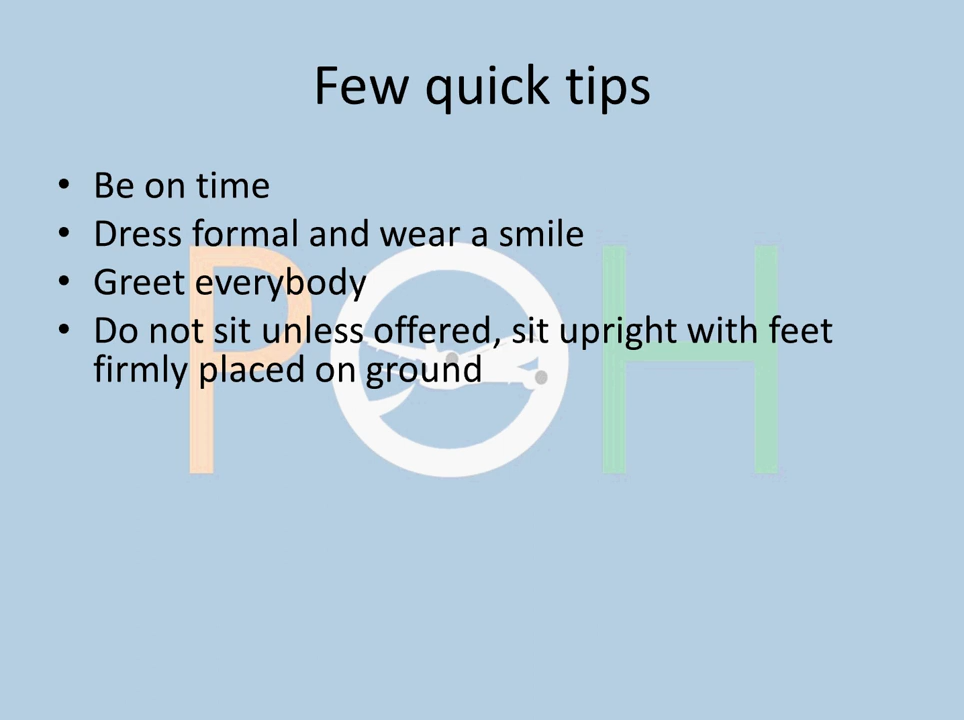 Few quick tips
• Be on time
• Dress formal and wear a smile
• Greet everybody
• Do not sit unless offered, sit upright with feet
firmly placed on ground
POH